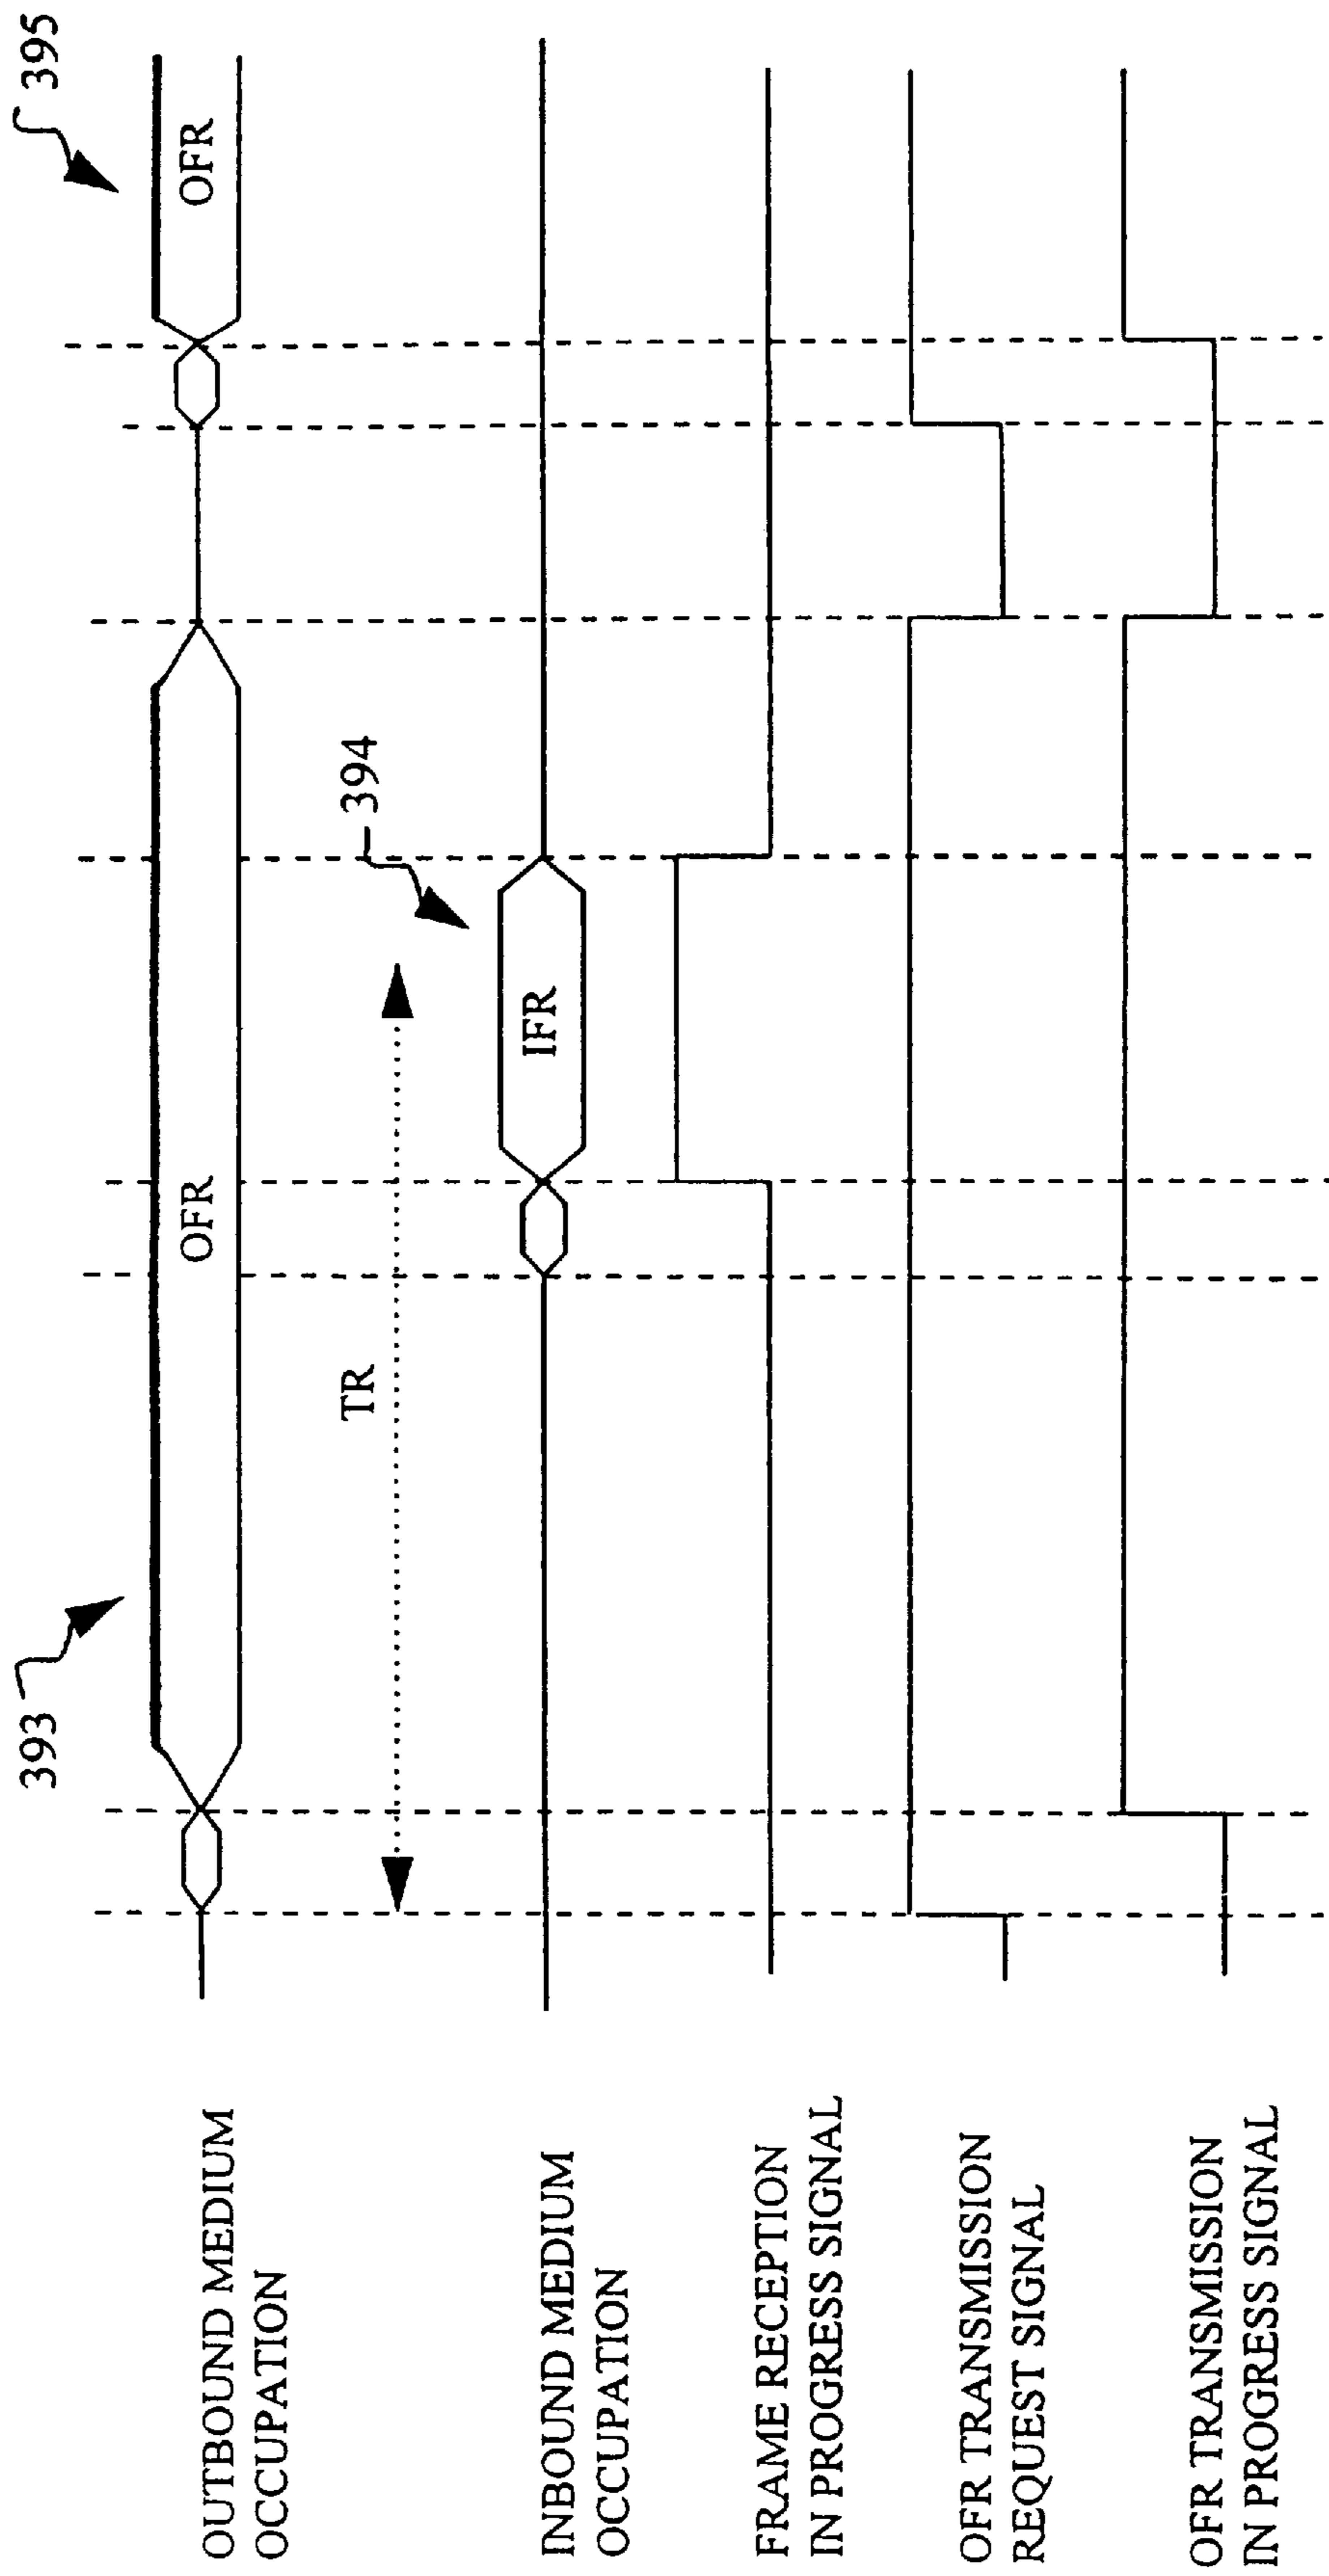 393
OFR
395
OFR
OUTBOUND MEDIUM
OCCUPATION
TR
394
IFR
INBOUND MEDIUM
OCCUPATION
FRAME RECEPTION
IN PROGRESS SIGNAL
OFR TRANSMISSION
REQUEST SIGNAL
OFR TRANSMISSION
IN PROGRESS SIGNAL